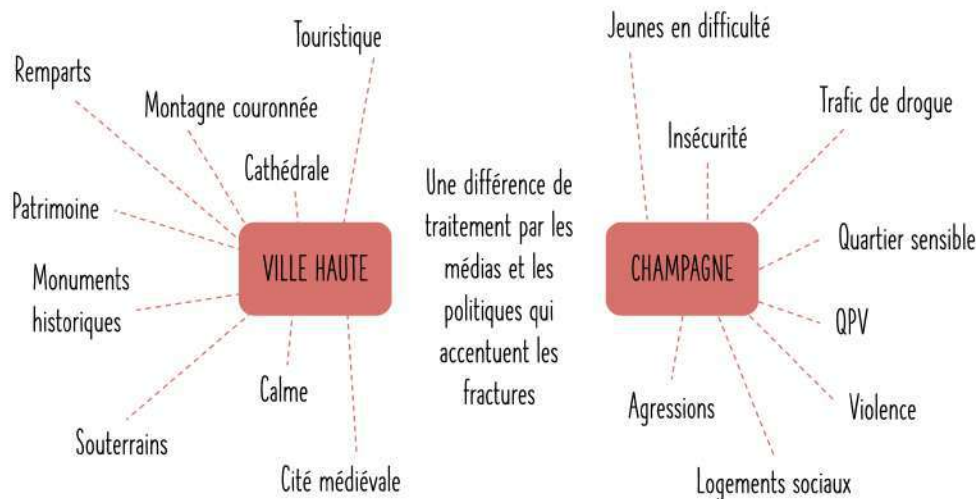 Touristique
Remparts
Montagne couronnée
Cathédrale
Patrimoine
VILLE HAUTE
Monuments
historiques
Calme
Souterrains
Cité médiévale
Une différence de
traitement par les
médias et les
politiques qui
accentuent les
fractures
Jeunes en difficulté
Trafic de drogue
Insécurité
Quartier sensible
CHAMPAGNE
QPV
Agressions
Violence
Logements sociaux